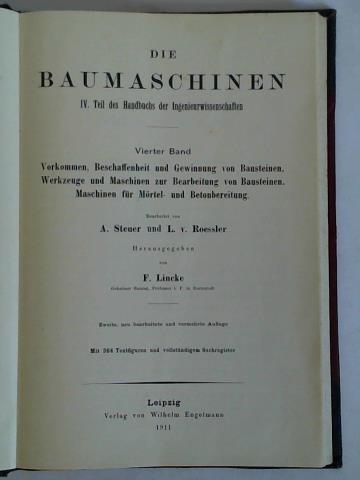 DIE
BAUMASCHINEN
IV. Teil des Handbuchs der Ingenieurwissenschaften
Vierter Band
Vorkommen, Beschaffenheit und Gewinnung von Bausteinen.
Werkzeuge und Maschinen zur Bearbeitung von Bausteinen.
Maschinen für Mörtel- und Betonbereitung.
Bearbeitet von
A. Steuer und L. v. Roessler
Herausgegeben
von
F. Lincke
Geheimer Baurat, Professor i. P. in Darmstadt
Zweite, neu bearbeitete und vermehrte Auflage
Mit 364 Textfiguren und vollständigem Sachregister
Leipzig
Verlag von Wilhelm Engelmann
1911